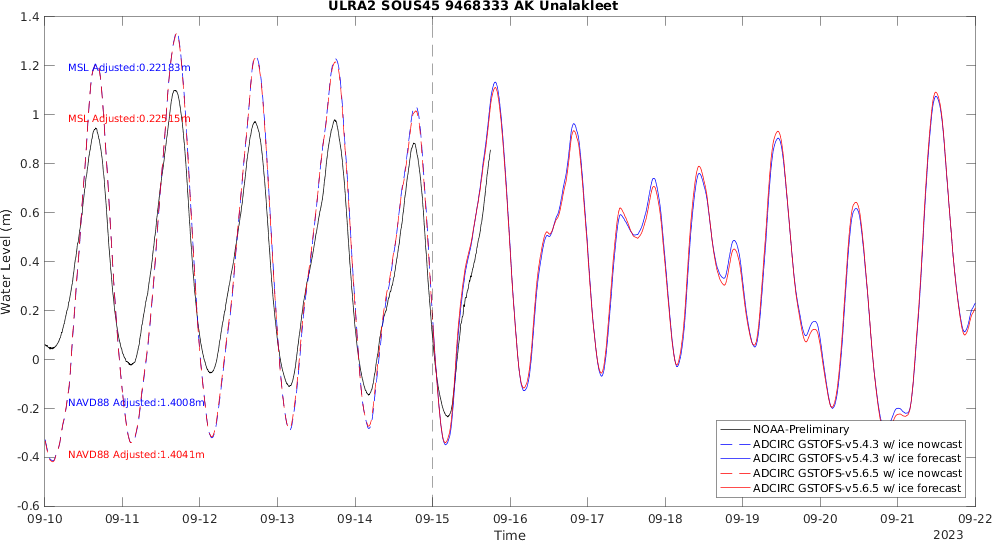 ULRA2 SOUS45 9468333 AK Unalakleet
1.4
1.2
1
0.8
0.6
0.4
0.2
0
-0.2
-0.4
-0.6
Water Level (m)
MSL Adjusted:0.22183m
MSL Adjusted:0.22515m
NAVD88 Adjusted:1.4008m
NAVD88 Adjusted:1.4041m
NOAA-Preliminary
ADCIRC GSTOFS-v5.4.3 w/ ice nowcast
ADCIRC GSTOFS-v5.4.3 w/ ice forecast
ADCIRC GSTOFS-v5.6.5 w/ ice nowcast
ADCIRC GSTOFS-v5.6.5 w/ ice forecast
09-10 09-11 09-12 09-13 09-14 09-15 09-16 09-17 09-18 09-19 09-20 09-21 09-22
Time
2023